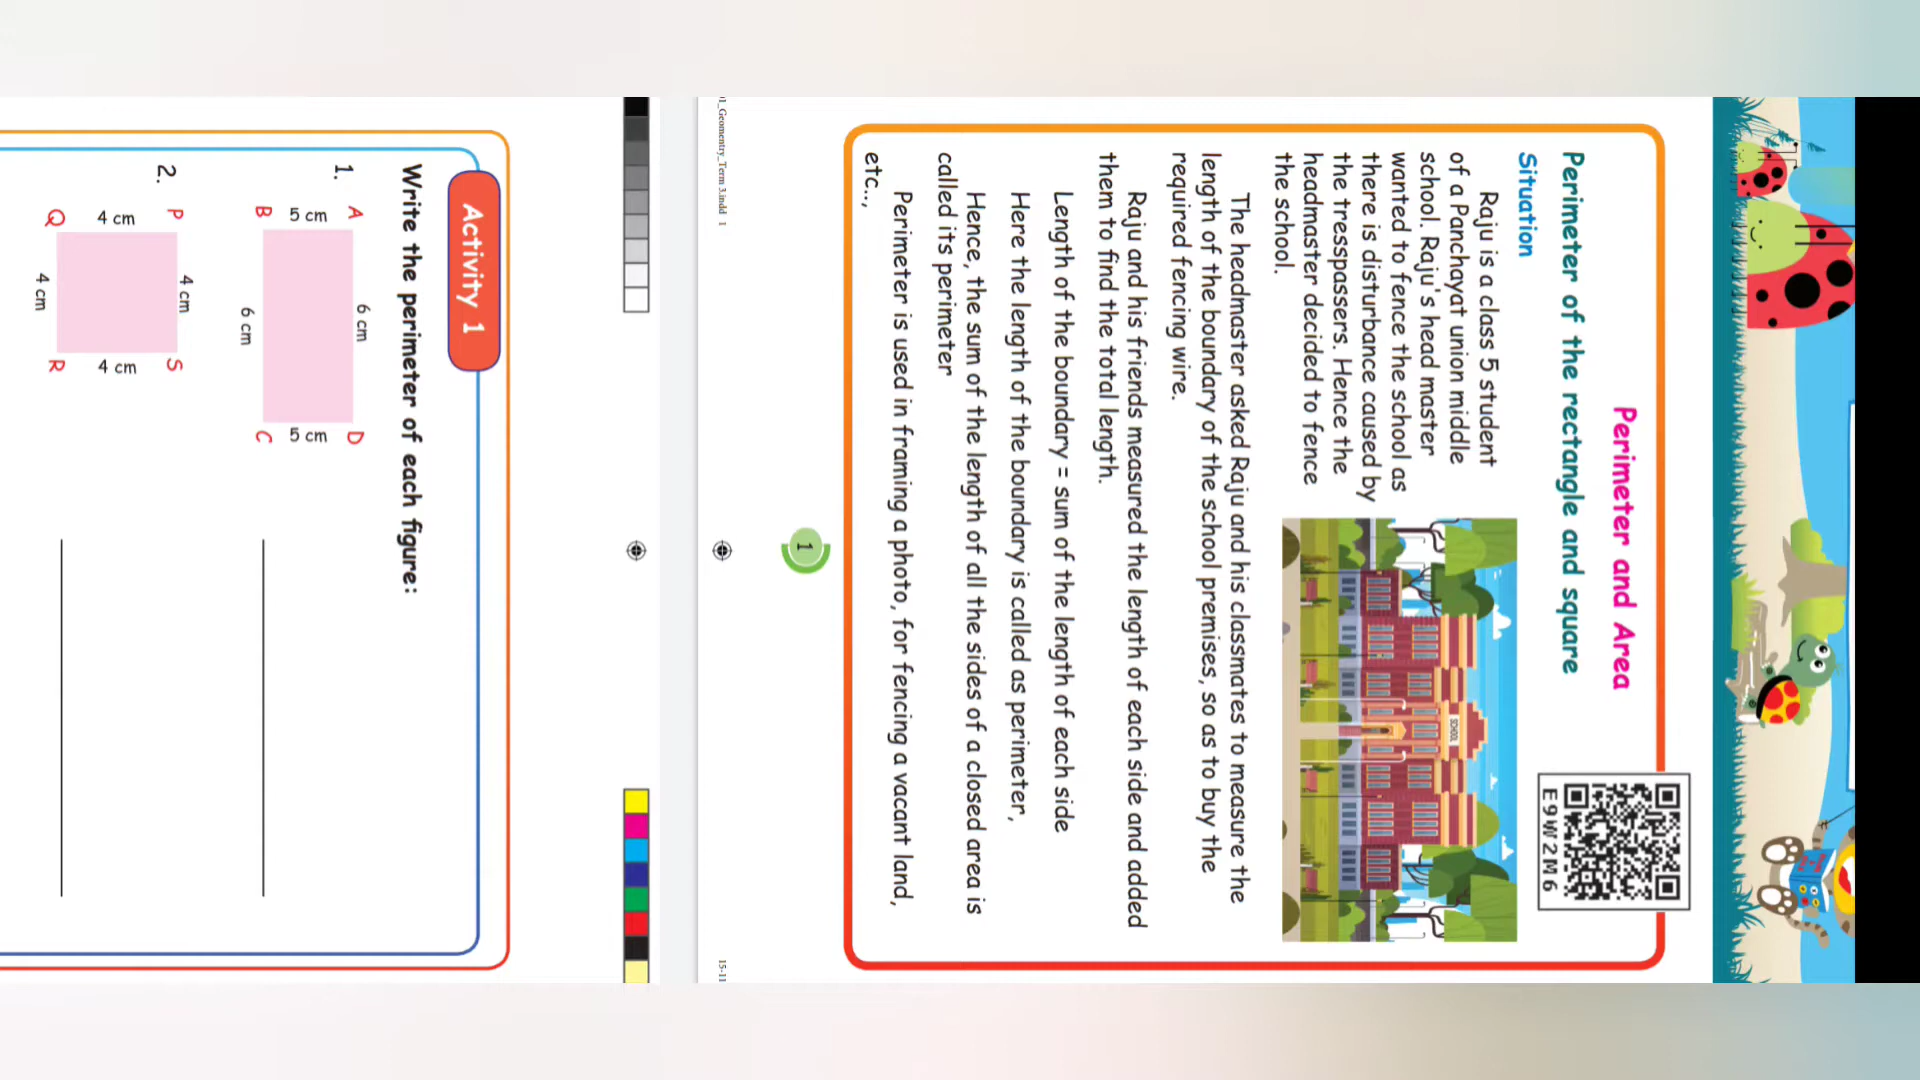 Perimeter and Area
Perimeter of the rectangle and square
Situation
Raju is a class 5 student
of a Panchayat union middle
school. Raju's head master
wanted to fence the school as
there is disturbance caused by
the tresspassers. Hence the
headmaster decided to fence
the school.
SCHOOL
E9W2M6
The headmaster asked Raju and his classmates to measure the
length of the boundary of the school premises, so as to buy the
required fencing wire.
Raju and his friends measured the length of each side and added
them to find the total length.
Length of the boundary = sum of the length of each side
Here the length of the boundary is called as perimeter,
Hence, the sum of the length of all the sides of a closed area is
called its perimeter
Perimeter is used in framing a photo, for fencing a vacant land,
etc..,
1
01_Geomentry_Term 3.indd 1
15-11
Activity 1
Write the perimeter of each figure:
1.
A 6 cm D
5 cm 5 cm
B 6 cm C
2.
P 4 cm S
4 cm 4 cm
Q 4 cm R